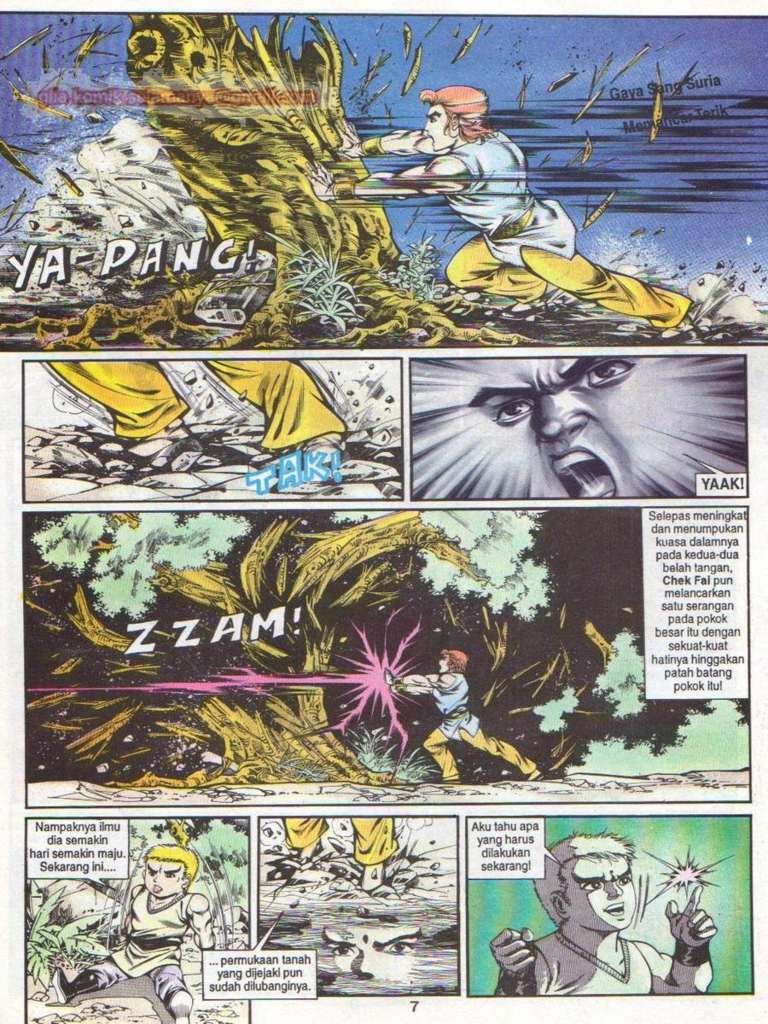 Gaya Sang Suria
Memancar Terik
YA-PANG!
TAK!
YAAK!
Selepas meningkat
dan menumpukan
kuasa dalamnya
pada kedua-dua
belah tangan,
Chek Fai pun
melancarkan
satu serangan
pada pokok
besar itu dengan
sekuat-kuat
hatinya hinggakan
patah batang
pokok itu!
ZZAM!
Nampaknya ilmu
dia semakin
hari semakin maju.
Sekarang ini....
... permukaan tanah
yang dijejaki pun
sudah dilubanginya.
Aku tahu apa
yang harus
dilakukan
sekarang!
7